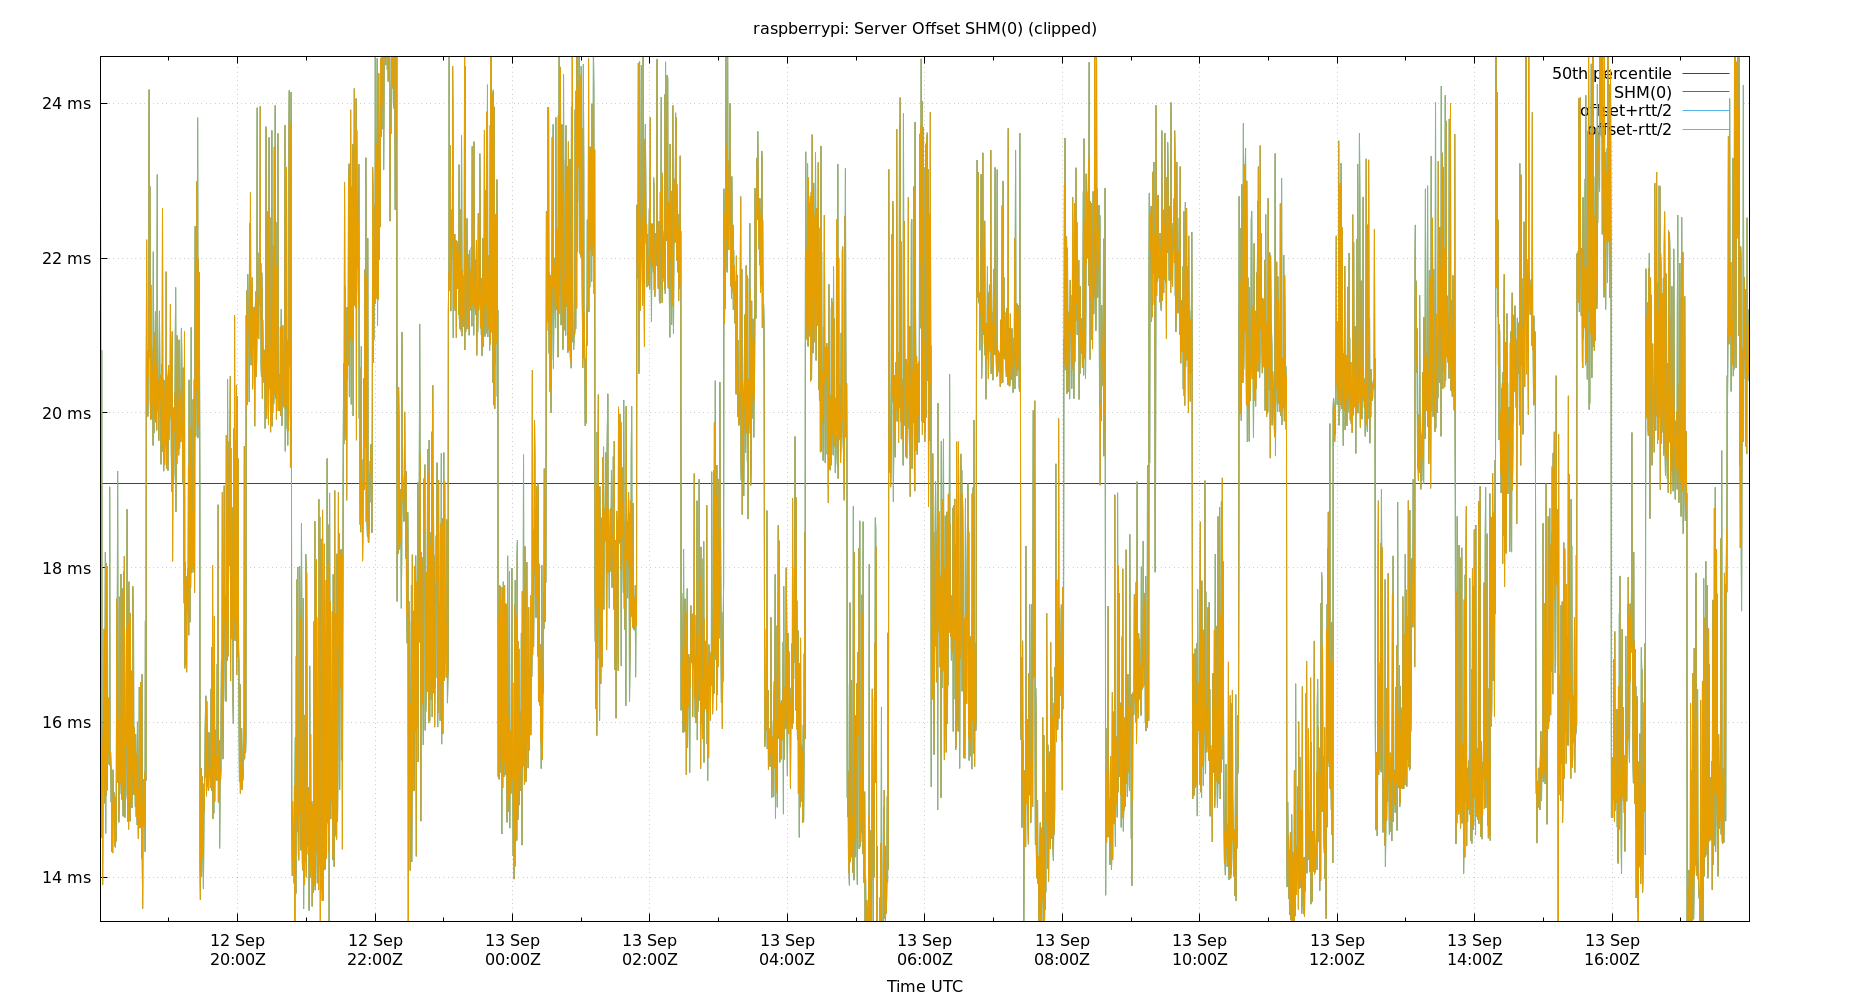 raspberrypi: Server Offset SHM(0) (clipped)
50th percentile
SHM(0)
offset+rtt/2
offset-rtt/2
24 ms
22 ms
20 ms
18 ms
16 ms
14 ms
12 Sep 12 Sep 13 Sep 13 Sep 13 Sep 13 Sep 13 Sep 13 Sep 13 Sep 13 Sep 13 Sep
20:00Z 22:00Z 00:00Z 02:00Z 04:00Z 06:00Z 08:00Z 10:00Z 12:00Z 14:00Z 16:00Z
Time UTC